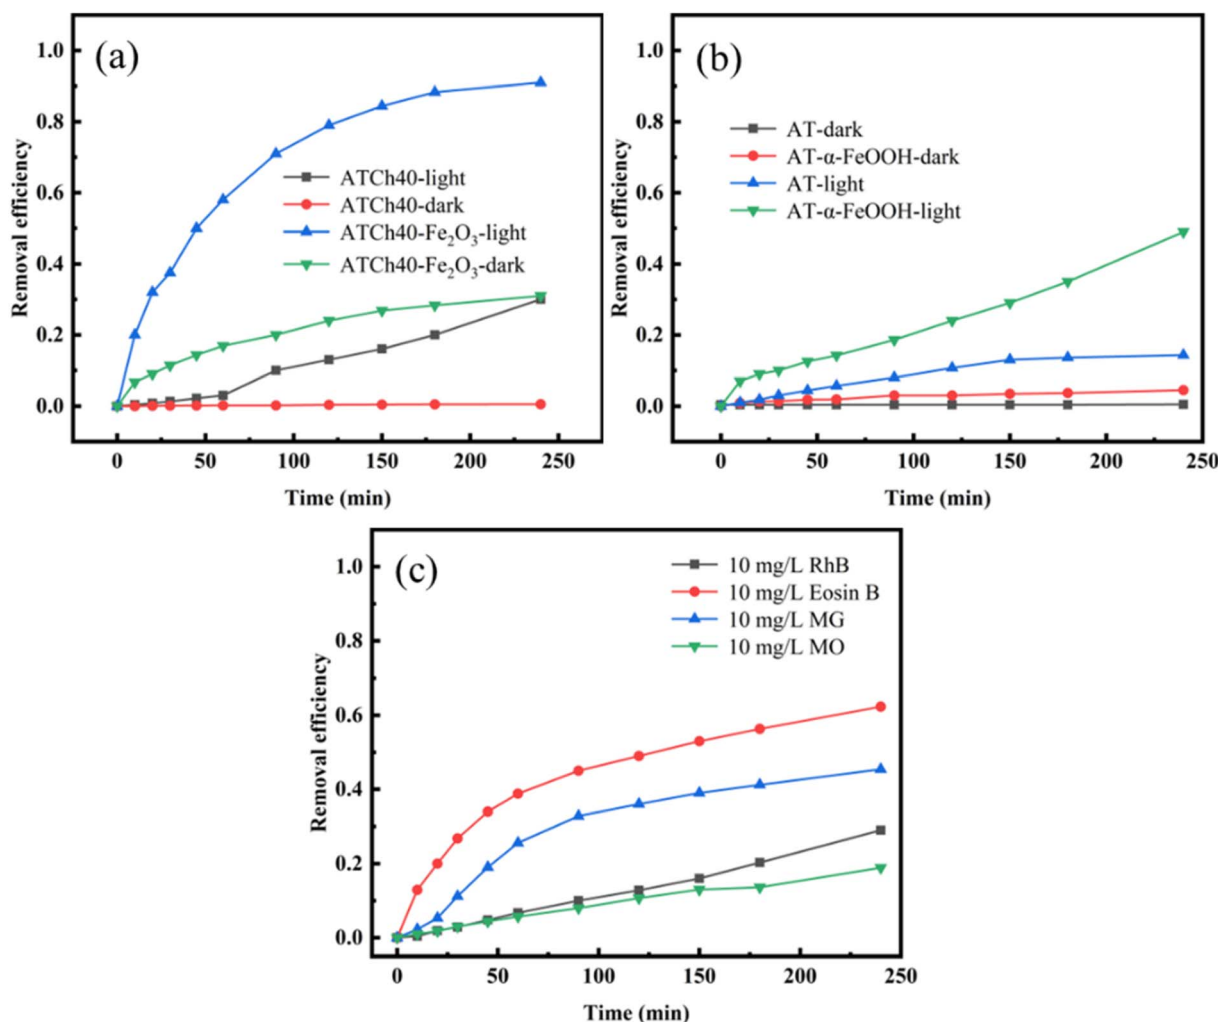 (a)
Removal efficiency
1.0
0.8
0.6
0.4
0.2
0.0
ATCh40-light
ATCh40-dark
ATCh40-Fe₂O₃-light
ATCh40-Fe₂O₃-dark
0 50 100 150 200 250
Time (min)
(b)
Removal efficiency
1.0
0.8
0.6
0.4
0.2
0.0
AT-dark
AT-α-FeOOH-dark
AT-light
AT-α-FeOOH-light
0 50 100 150 200 250
Time (min)
(c)
Removal efficiency
1.0
0.8
0.6
0.4
0.2
0.0
10 mg/L RhB
10 mg/L Eosin B
10 mg/L MG
10 mg/L MO
0 50 100 150 200 250
Time (min)